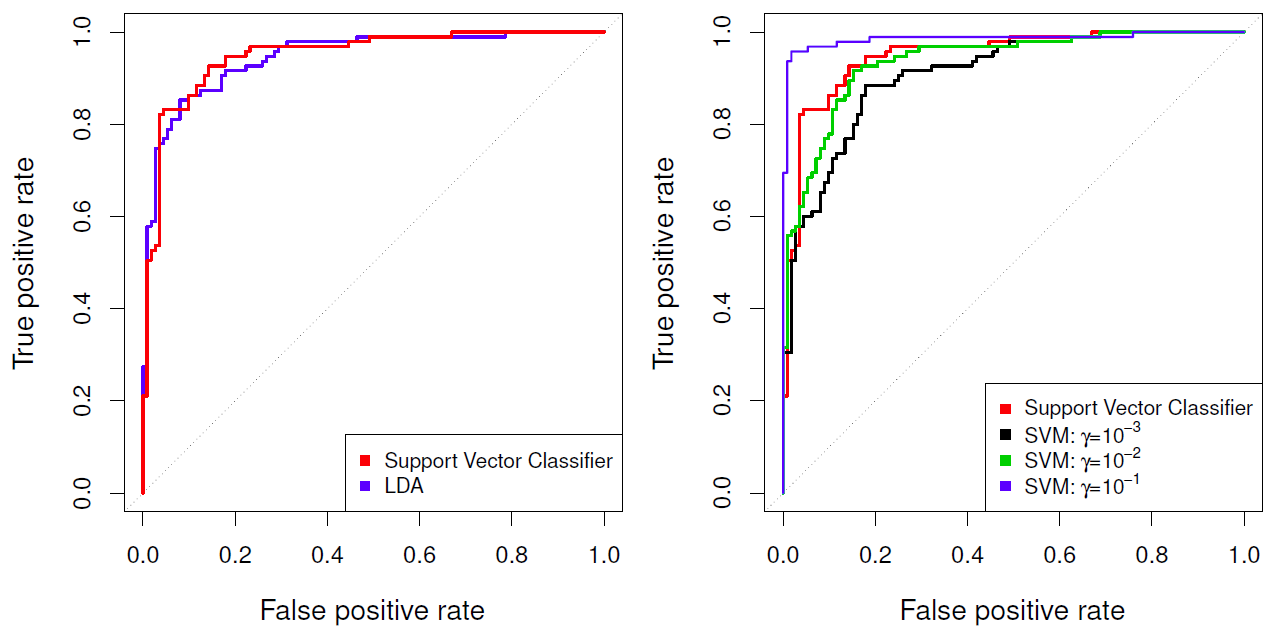 True positive rate
1.0
0.8
0.6
0.4
0.2
0.0
Support Vector Classifier
LDA
0.0 0.2 0.4 0.6 0.8 1.0
False positive rate
True positive rate
1.0
0.8
0.6
0.4
0.2
0.0
Support Vector Classifier
SVM: γ=10⁻³
SVM: γ=10⁻²
SVM: γ=10⁻¹
0.0 0.2 0.4 0.6 0.8 1.0
False positive rate